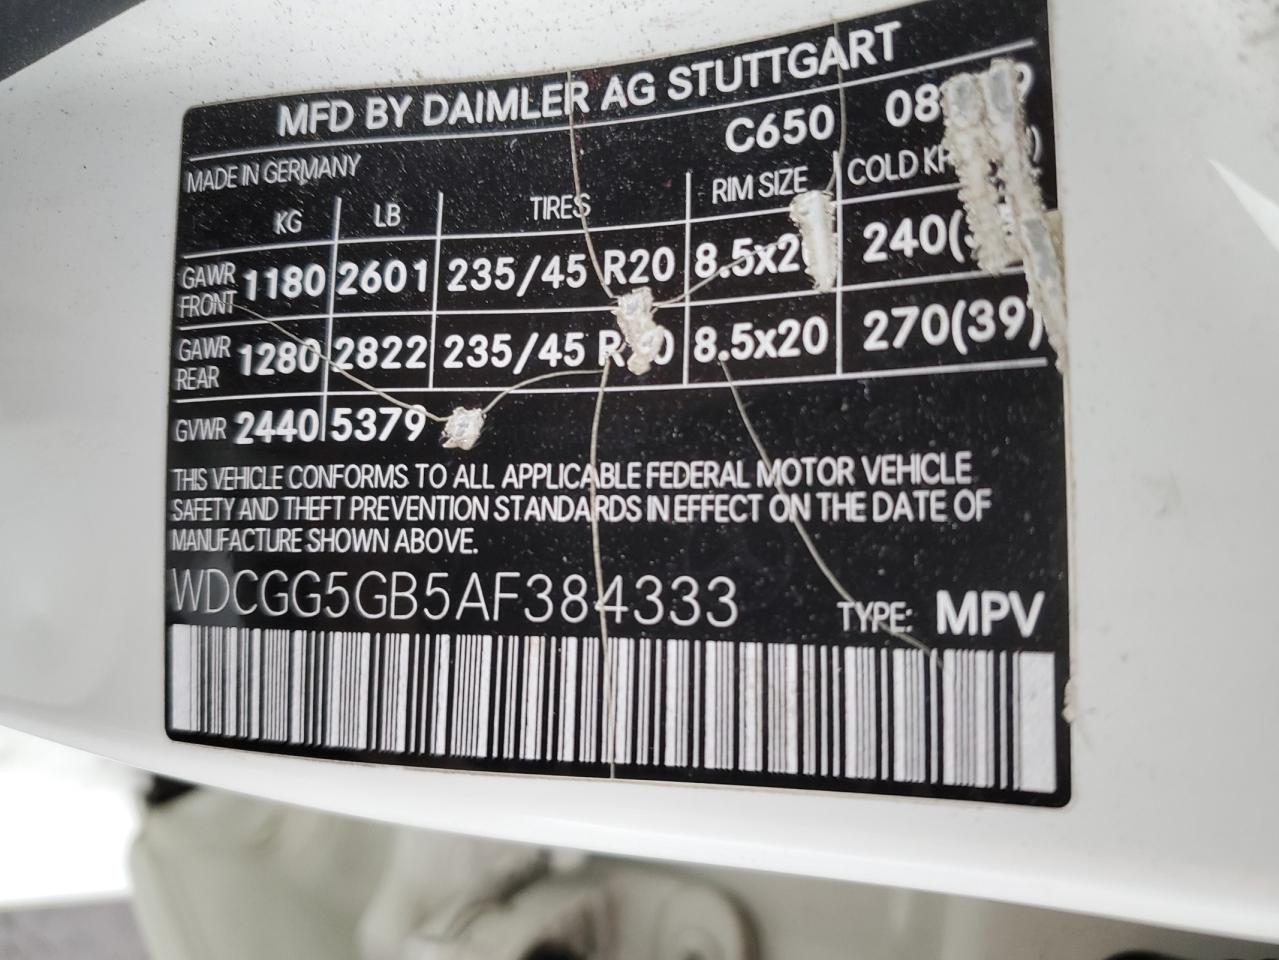 MFD BY DAIMLER AG STUTTGART
C650
MADE IN GERMANY
KG LB TIRES RIM SIZE COLD
GAWR FRONT 1180 2601 235/45 R20
GAWR REAR 1280 2822 235/45 8.5x20 270(39)
GVWR 2440 5379
THIS VEHICLE CONFORMS TO ALL APPLICABLE FEDERAL MOTOR VEHICLE
SAFETY AND THEFT PREVENTION STANDARDS IN EFFECT ON THE DATE OF
MANUFACTURE SHOWN ABOVE.
WDCGG5GB5AF384333 TYPE: MPV